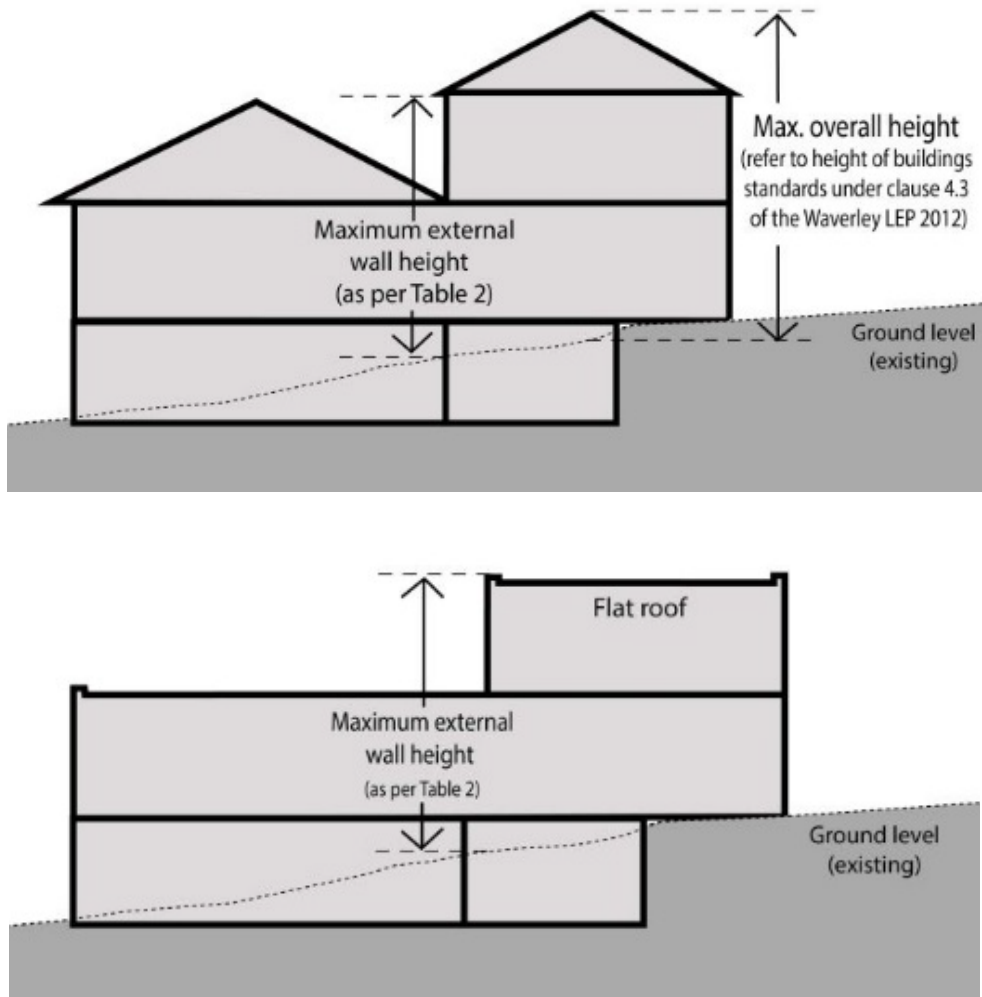 Max. overall height
(refer to height of buildings
standards under clause 4.3
of the Waverley LEP 2012)
Maximum external
wall height
(as per Table 2)
Ground level
(existing)
Flat roof
Maximum external
wall height
(as per Table 2)
Ground level
(existing)